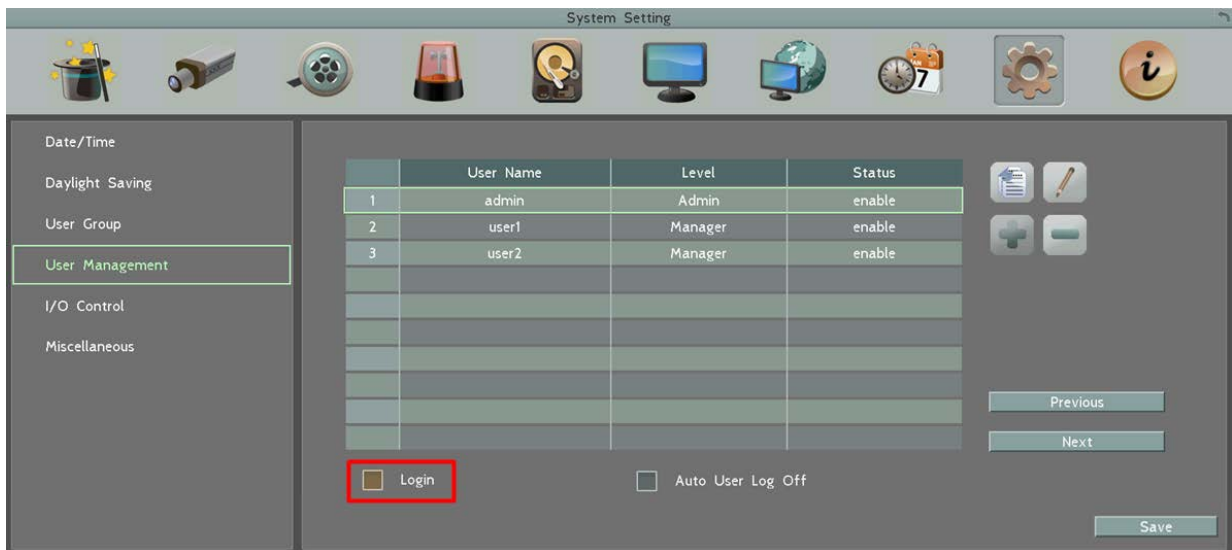 System Setting
7
i
Date/Time
Daylight Saving
User Group
User Management
I/O Control
Miscellaneous
User Name Level Status
1 admin Admin enable
2 user1 Manager enable
3 user2 Manager enable
Previous
Next
Login Auto User Log Off
Save